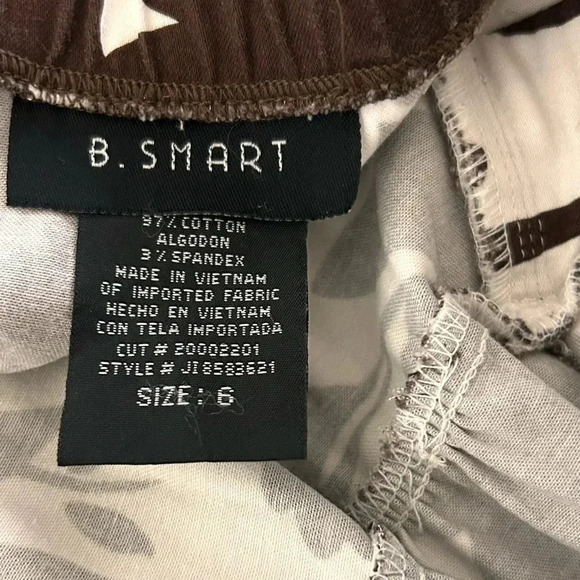 B. SMART
97% COTTON
ALGODON
3% SPANDEX
MADE IN VIETNAM
OF IMPORTED FABRIC
HECHO EN VIETNAM
CON TELA IMPORTADA
CUT # 20002201
STYLE # J18583621
SIZE: 6